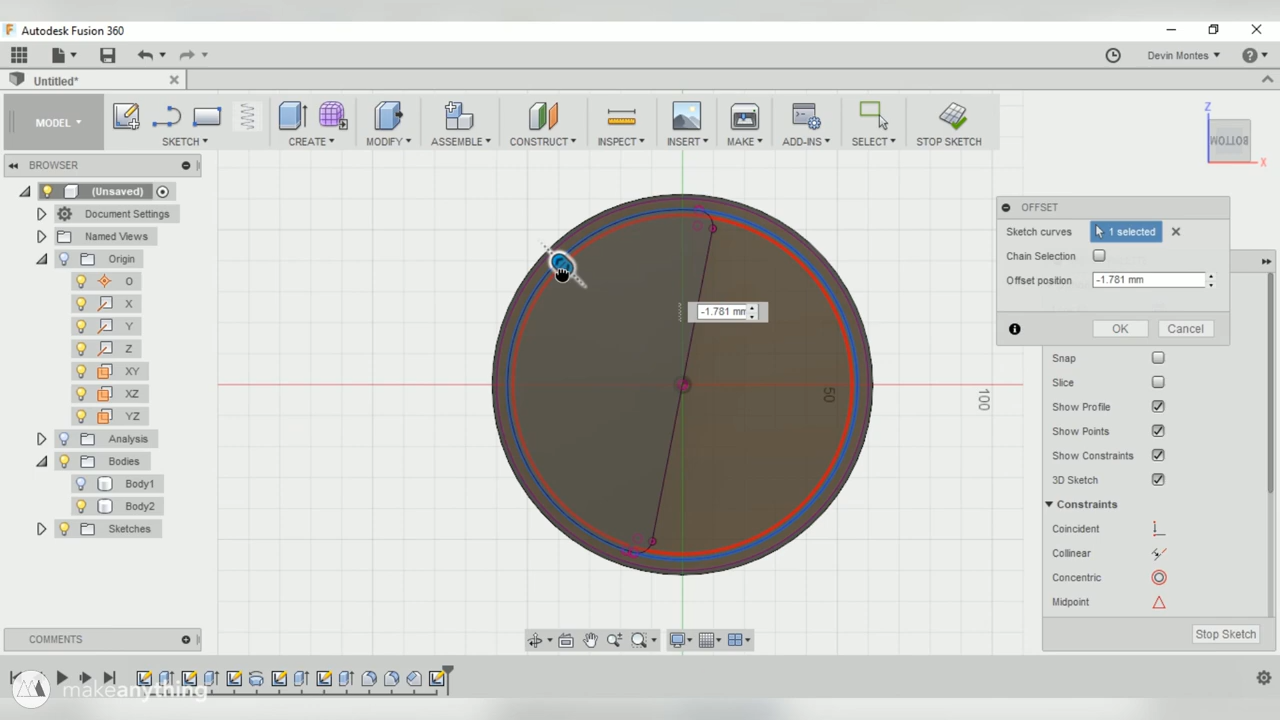 Autodesk Fusion 360
Devin Montes
Untitled*
MODEL
SKETCH CREATE MODIFY ASSEMBLE CONSTRUCT INSPECT INSERT MAKE ADD-INS SELECT STOP SKETCH
Z
BOTTOM
X
BROWSER
(Unsaved)
Document Settings
Named Views
Origin
O
X
Y
Z
XY
XZ
YZ
Analysis
Bodies
Body1
Body2
Sketches
-1.781 mm
50
100
OFFSET
Sketch curves 1 selected
Chain Selection
Offset position -1.781 mm
OK Cancel
Snap
Slice
Show Profile
Show Points
Show Constraints
3D Sketch
Constraints
Coincident
Collinear
Concentric
Midpoint
Stop Sketch
COMMENTS
makeanything